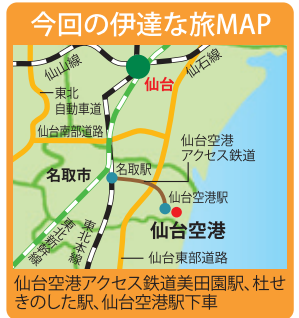 今回の伊達な旅MAP
仙山線
仙石線
仙台
東北
自動車道
仙台南部道路
仙台空港
アクセス鉄道
名取市
名取駅
仙台空港駅
仙台空港
東北新幹線
東北本線
仙台東部道路
仙台空港アクセス鉄道美田園駅、杜せ
きのした駅、仙台空港駅下車